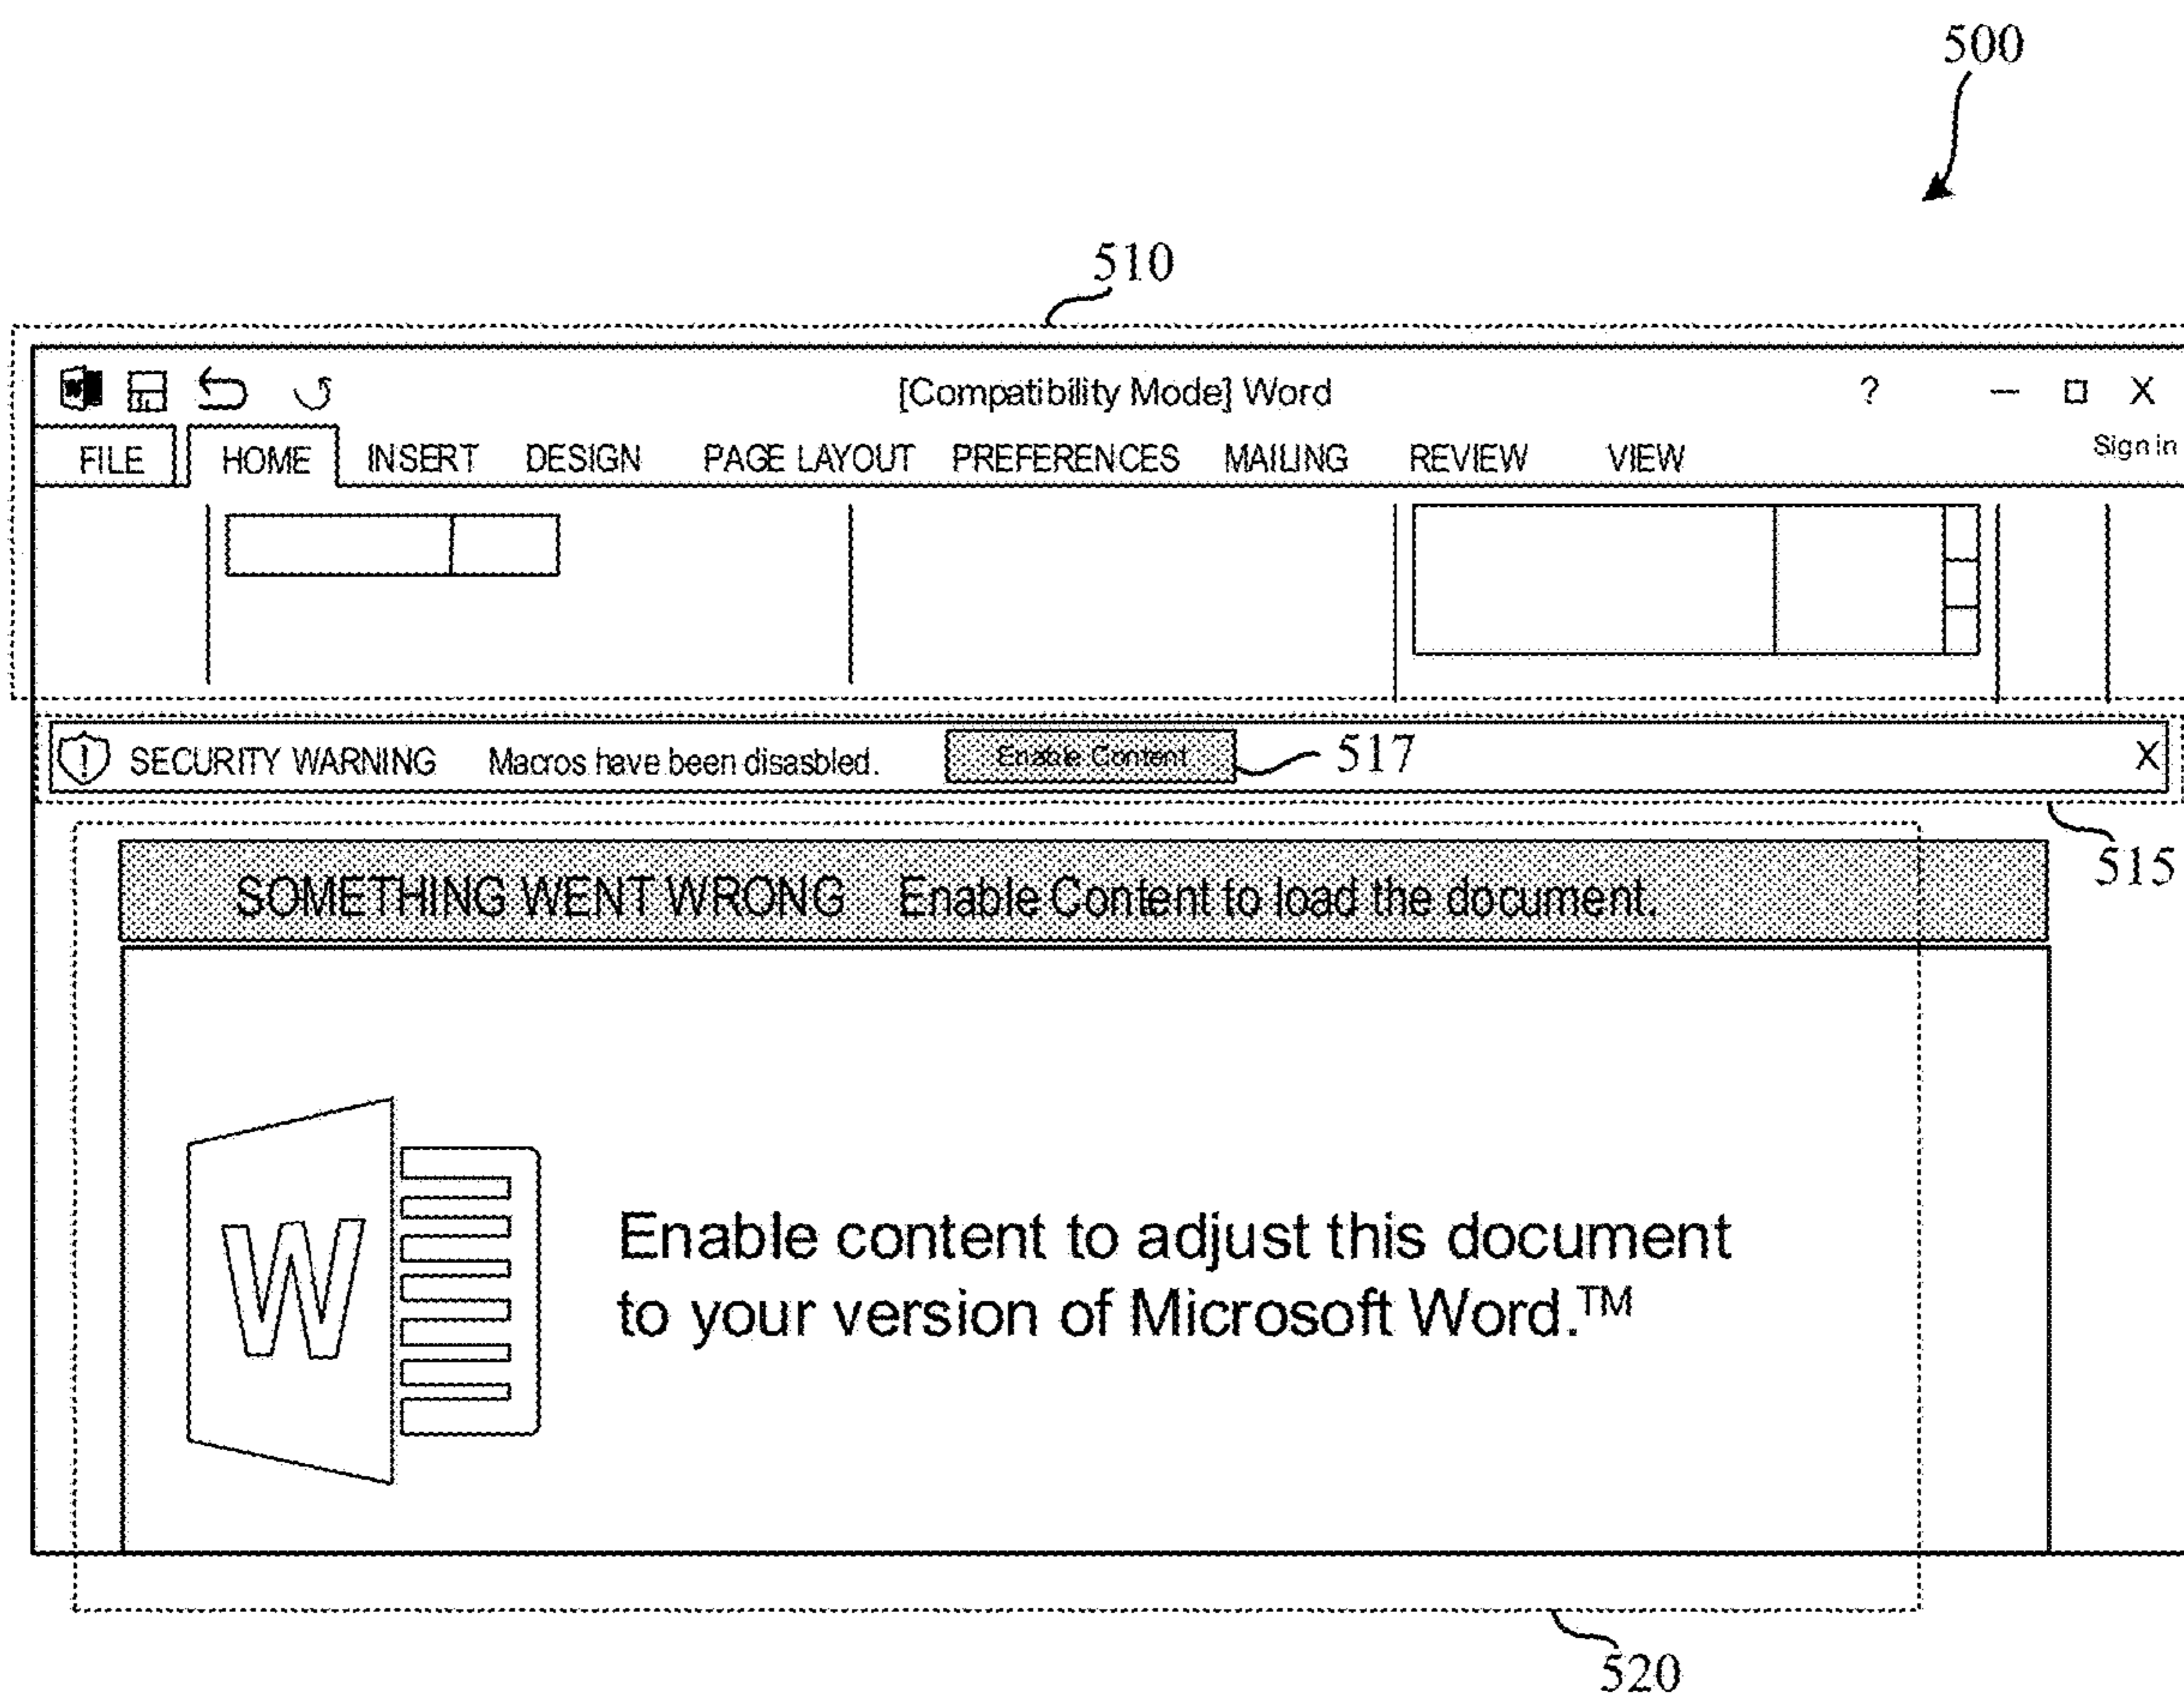 500
510
[Compatibility Mode] Word ? X
FILE HOME INSERT DESIGN PAGE LAYOUT PREFERENCES MAILING REVIEW VIEW Sign in
! SECURITY WARNING Macros have been disasbled. Enable Content 517 X
515
SOMETHING WENT WRONG Enable Content to load the document.
W
Enable content to adjust this document
to your version of Microsoft Word.™
520